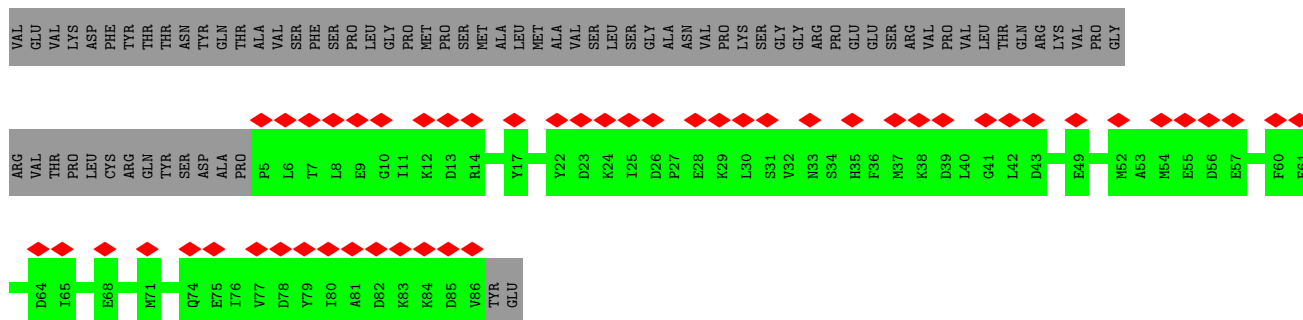 VAL GLU VAL LYS ASP PHE TYR THR THR ASN TYR GLN THR ALA VAL SER PHE SER PRO LEU GLY PRO MET PRO SER MET ALA LEU MET ALA VAL SER LEU SER GLY ALA ASN VAL PRO LYS SER GLY GLY ARG PRO GLU GLU SER ARG VAL PRO VAL LEU THR GLN ARG LYS VAL PRO GLY
ARG VAL THR PRO LEU CYS ARG GLN TYR SER ASP ALA PRO P5 L6 T7 L8 E9 G10 I11 K12 D13 R14 Y17 Y22 D23 K24 I25 D26 P27 E28 K29 L30 S31 V32 N33 S34 H35 F36 M37 K38 D39 L40 G41 L42 D43 E49 M52 A53 M54 E55 D56 E57 F60
D64 I65 E68 M71 Q74 E75 I76 V77 D78 Y79 I80 A81 D82 K83 K84 D85 V86 TYR GLU